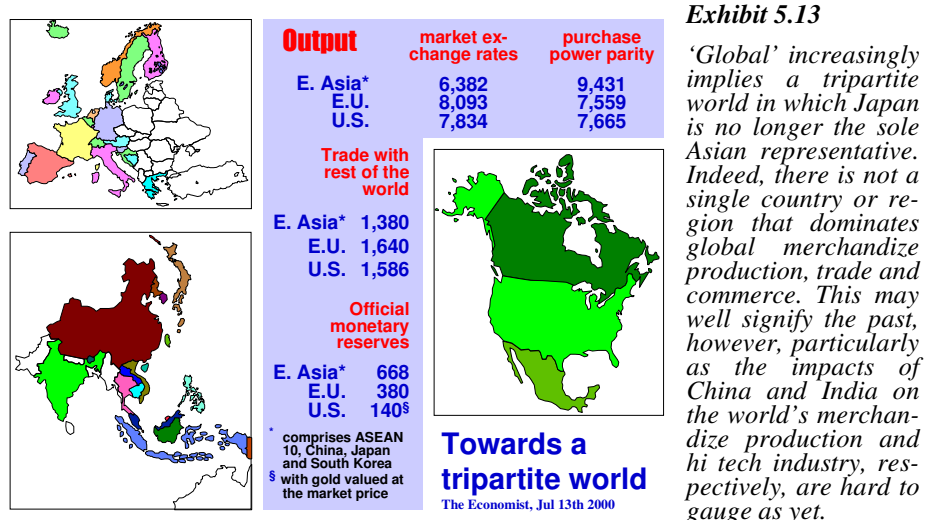 Output
market ex-
change rates
purchase
power parity
E. Asia* 6,382 9,431
E.U. 8,093 7,559
U.S. 7,834 7,665
Trade with
rest of the
world
E. Asia* 1,380
E.U. 1,640
U.S. 1,586
Official
monetary
reserves
E. Asia* 668
E.U. 380
U.S. 140§
* comprises ASEAN
10, China, Japan
and South Korea
§ with gold valued at
the market price
Towards a
tripartite world
The Economist, Jul 13th 2000
Exhibit 5.13
‘Global’ increasingly
implies a tripartite
world in which Japan
is no longer the sole
Asian representative.
Indeed, there is not a
single country or re-
gion that dominates
global merchandize
production, trade and
commerce. This may
well signify the past,
however, particularly
as the impacts of
China and India on
the world’s merchan-
dize production and
hi tech industry, res-
pectively, are hard to
gauge as yet.